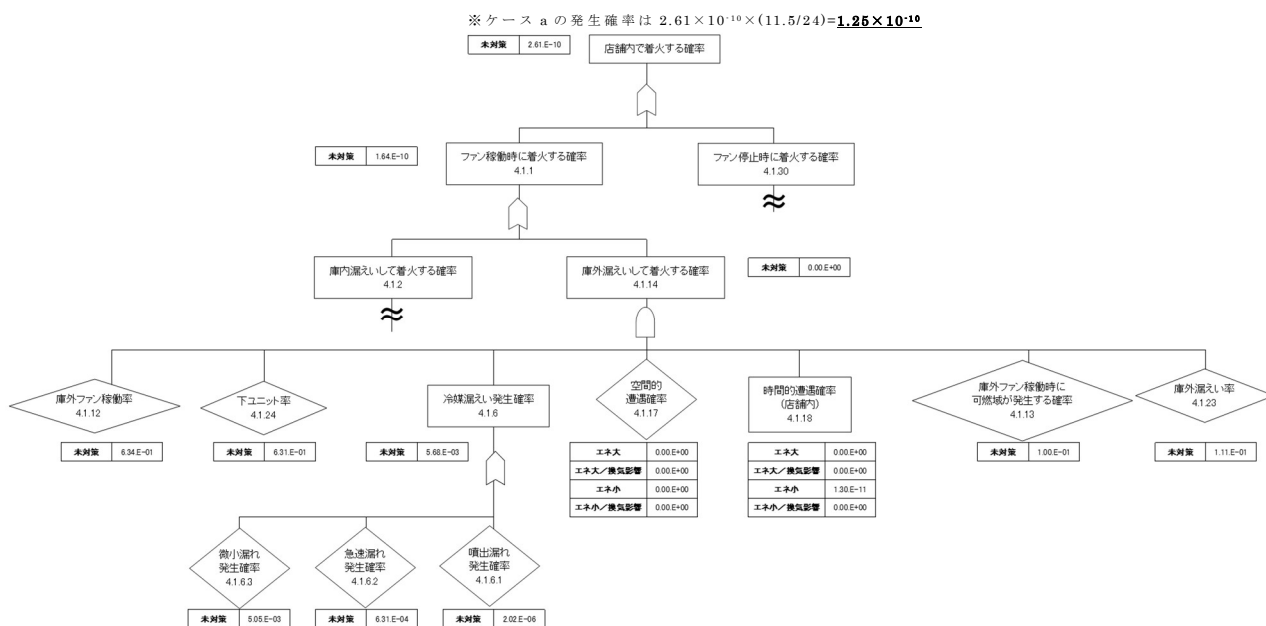 ※ケースaの発生確率は 2.61×10⁻¹⁰×(11.5/24)=1.25×10⁻¹⁰
未対策 2.61.E-10
店舗内で着火する確率
未対策 1.64.E-10
ファン稼働時に着火する確率
4.1.1
ファン停止時に着火する確率
4.1.30
庫内漏えいして着火する確率
4.1.2
庫外漏えいして着火する確率
4.1.14
未対策 0.00.E+00
庫外ファン稼働率
4.1.12
未対策 6.34.E-01
下ユニット率
4.1.24
未対策 6.31.E-01
冷媒漏えい発生確率
4.1.6
未対策 5.68.E-03
空間的
遭遇確率
4.1.17
エネ大 0.00.E+00
エネ大/換気影響 0.00.E+00
エネ小 0.00.E+00
エネ小/換気影響 0.00.E+00
時間的遭遇確率
(店舗内)
4.1.18
エネ大 0.00.E+00
エネ大/換気影響 0.00.E+00
エネ小 1.30.E-11
エネ小/換気影響 0.00.E+00
庫外ファン稼働時に
可燃域が発生する確率
4.1.13
未対策 1.00.E-01
庫外漏えい率
4.1.23
未対策 1.11.E-01
微小漏れ
発生確率
4.1.6.3
未対策 5.05.E-03
急速漏れ
発生確率
4.1.6.2
未対策 6.31.E-04
噴出漏れ
発生確率
4.1.6.1
未対策 2.02.E-06